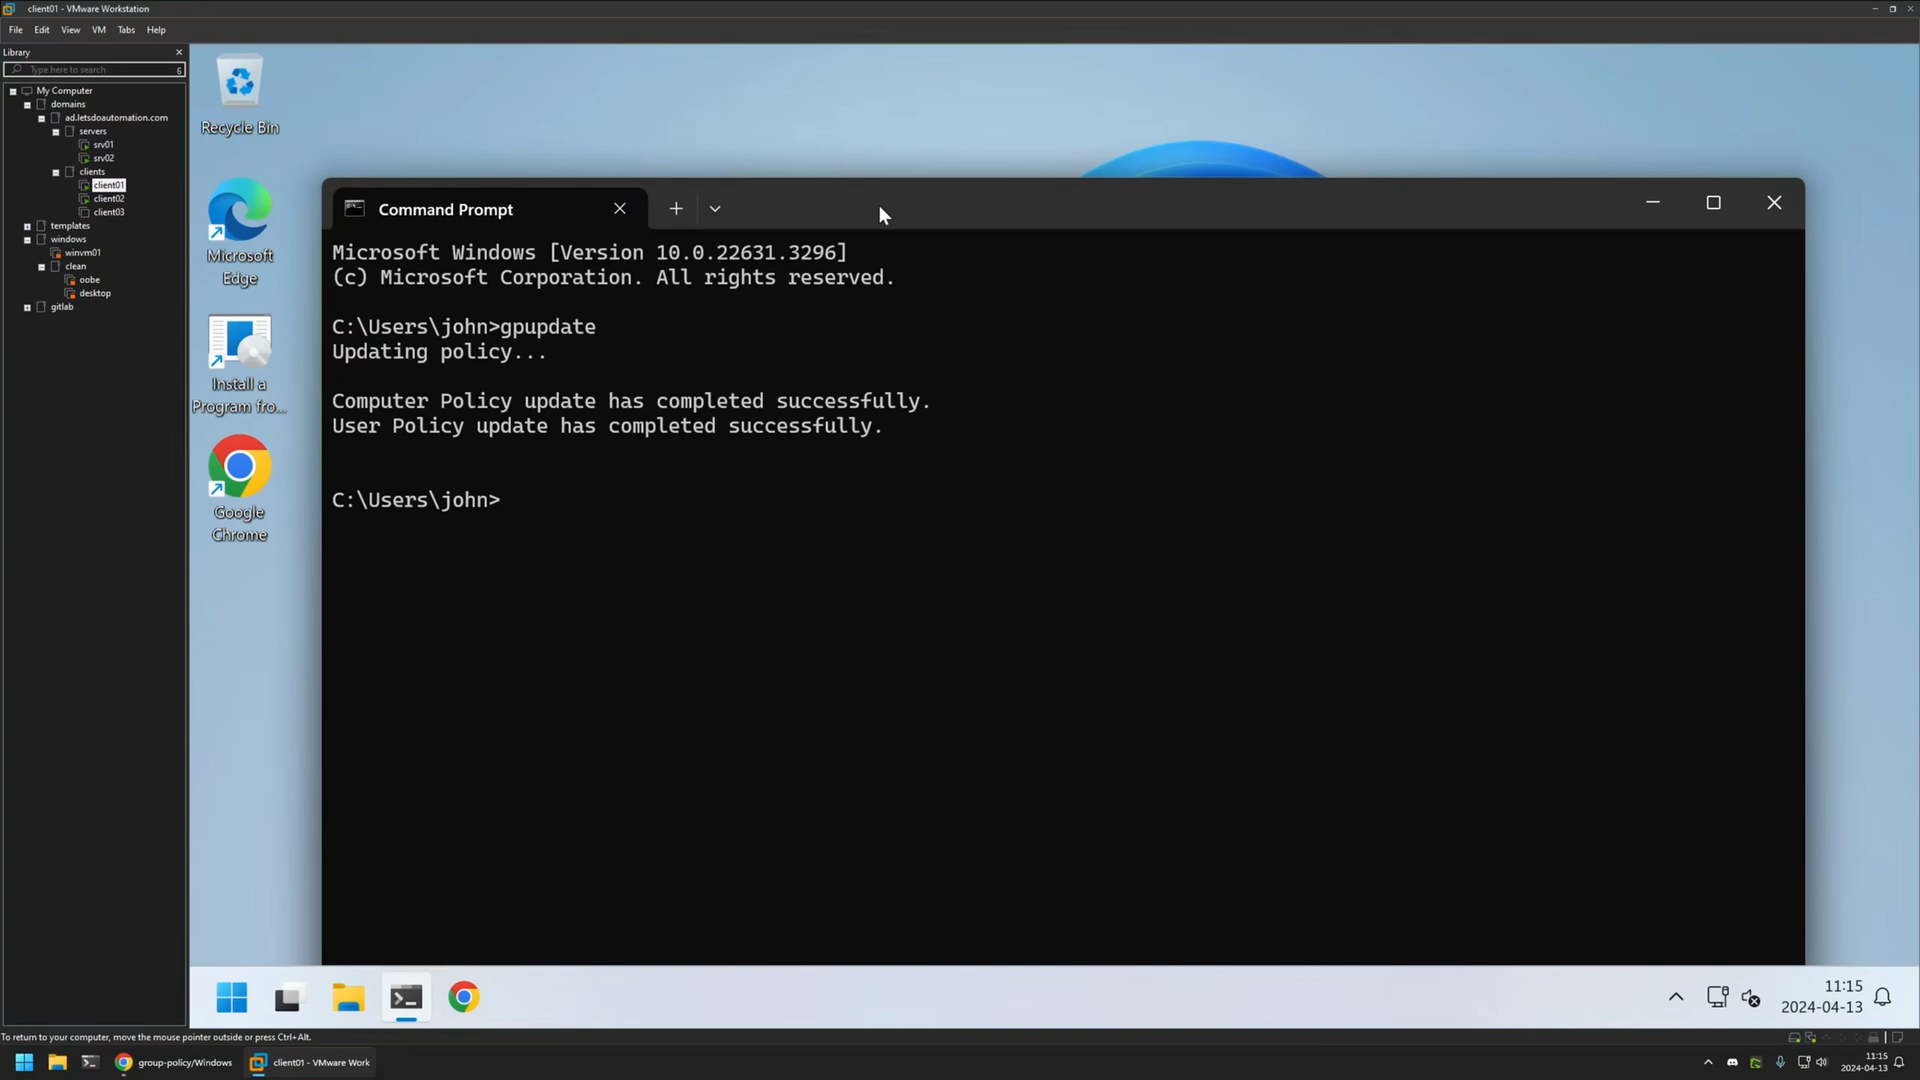 client01 - VMware Workstation
File Edit View VM Tabs Help
Library
Type here to search
6
My Computer
domains
ad.letsdoautomation.com
servers
srv01
srv02
clients
client01
client02
client03
templates
windows
winvm01
clean
oobe
desktop
gitlab
Recycle Bin
Microsoft
Edge
Install a
Program fro...
Google
Chrome
Command Prompt
Microsoft Windows [Version 10.0.22631.3296]
(c) Microsoft Corporation. All rights reserved.
C:\Users\john>gpupdate
Updating policy...
Computer Policy update has completed successfully.
User Policy update has completed successfully.
C:\Users\john>
11:15
2024-04-13
To return to your computer, move the mouse pointer outside or press Ctrl+Alt.
group-policy/Windows
client01 - VMware Work
11:15
2024-04-13